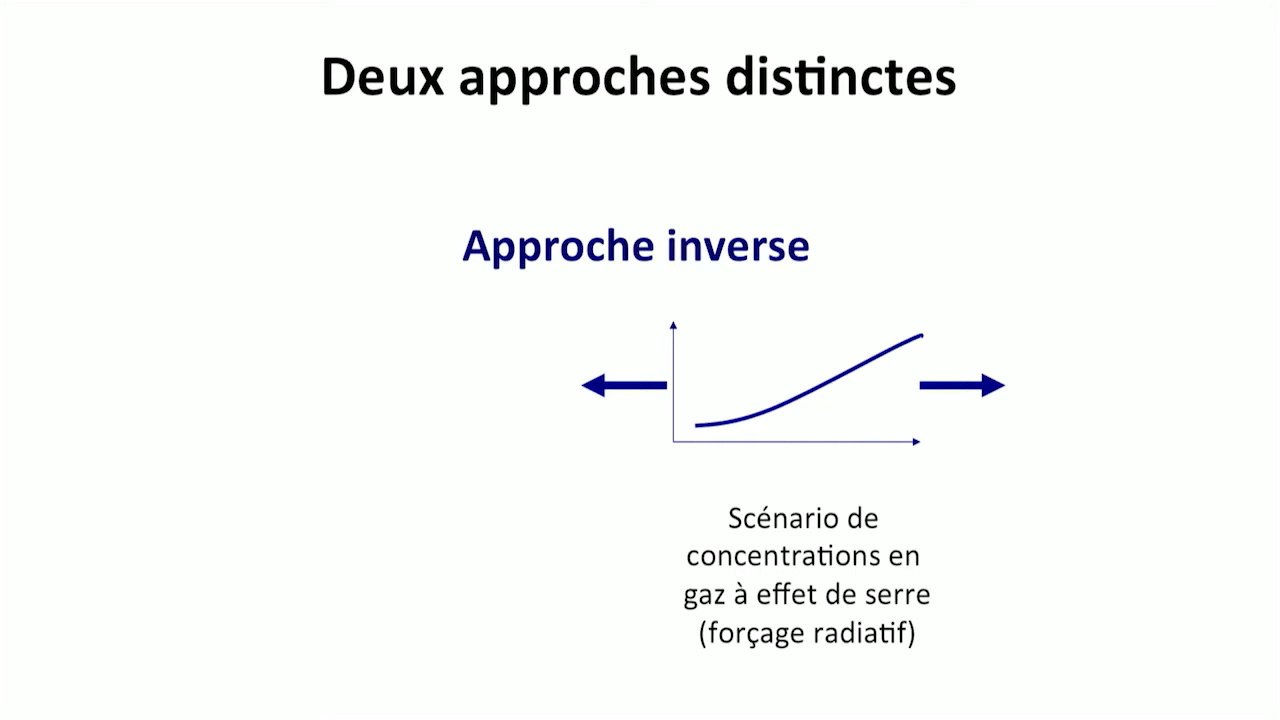 Deux approches distinctes
Approche inverse
Scénario de
concentrations en
gaz à effet de serre
(forçage radiatif)